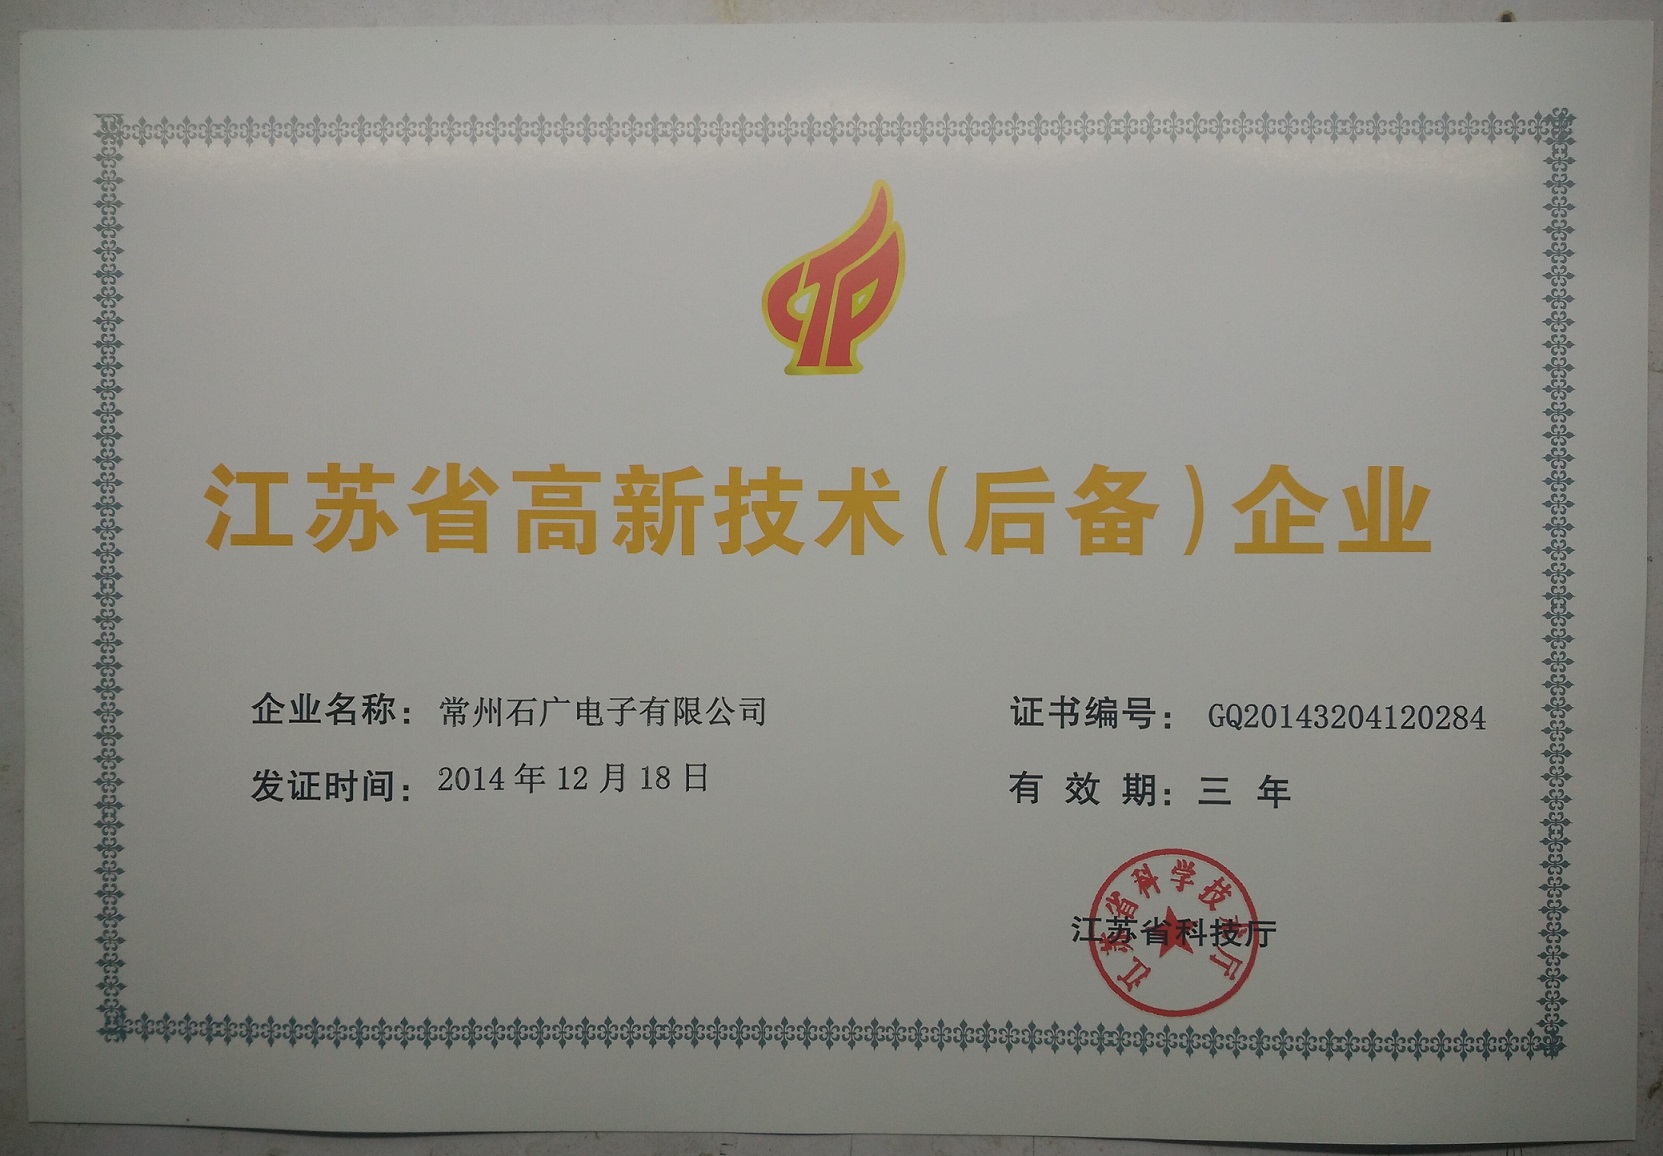 CTP
江苏省高新技术(后备)企业
企业名称：常州石广电子有限公司
证书编号：GQ20143204120284
发证时间：2014年12月18日
有效期：三年
江苏省科学技术厅
江苏省科技厅